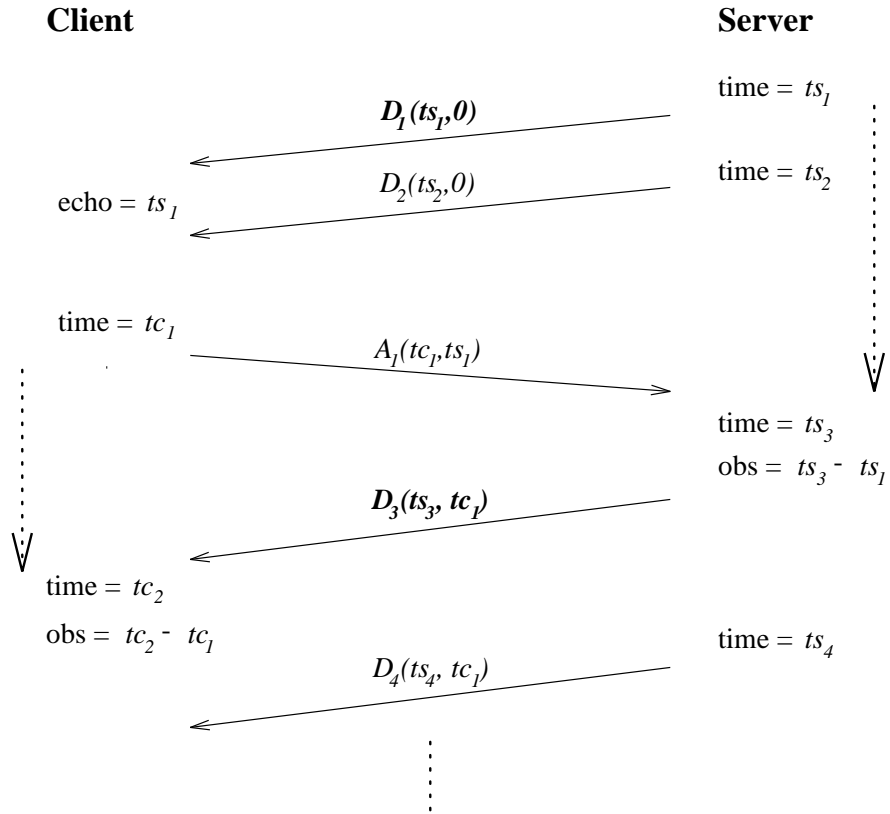 Client Server
time = ts₁
D₁(ts₁,0)
time = ts₂
D₂(ts₂,0)
echo = ts₁
time = tc₁
A₁(tc₁,ts₁)
time = ts₃
obs = ts₃ - ts₁
D₃(ts₃, tc₁)
time = tc₂
obs = tc₂ - tc₁
time = ts₄
D₄(ts₄, tc₁)